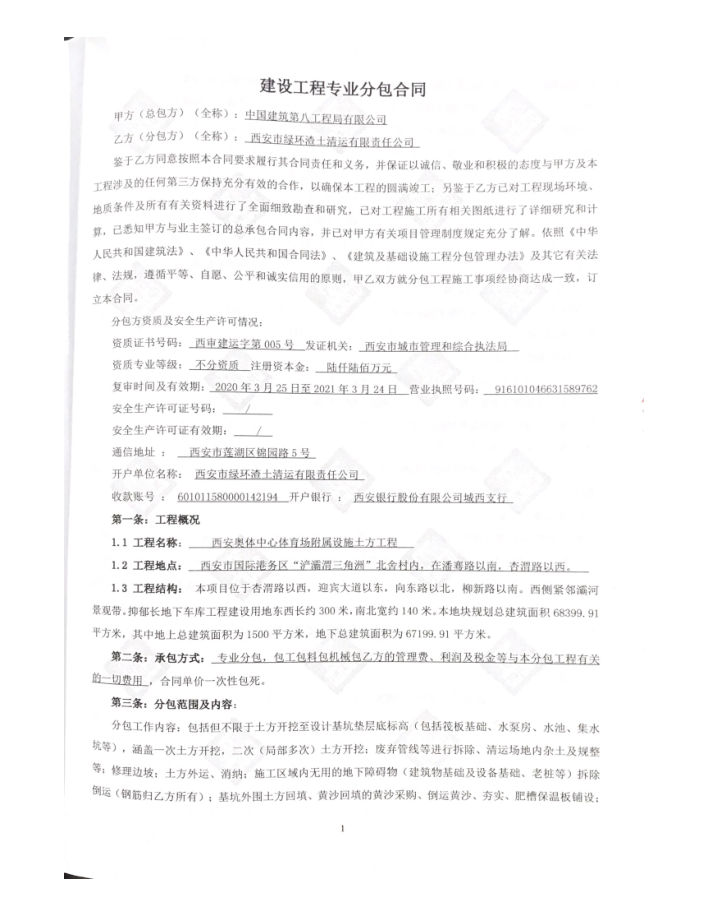 建设工程专业分包合同
甲方（总包方）（全称）：中国建筑第八工程局有限公司
乙方（分包方）（全称）：西安市绿环渣土清运有限责任公司
鉴于乙方同意按照本合同要求履行其合同责任和义务，并保证以诚信、敬业和积极的态度与甲方及本
工程涉及的任何第三方保持充分有效的合作，以确保本工程的圆满竣工；另鉴于乙方已对工程现场环境、
地质条件及所有有关资料进行了全面细致勘查和研究，已对工程施工所有相关图纸进行了详细研究和计
算，已悉知甲方与业主签订的总承包合同内容，并已对甲方有关项目管理制度规定充分了解。依照《中华
人民共和国建筑法》、《中华人民共和国合同法》、《建筑及基础设施工程分包管理办法》及其它有关法
律、法规，遵循平等、自愿、公平和诚实信用的原则，甲乙双方就分包工程施工事项经协商达成一致，订
立本合同。
分包方资质及安全生产许可情况：
资质证书号码：西审建运字第005号 发证机关：西安市城市管理和综合执法局
资质专业等级：不分资质 注册资本金：陆仟陆佰万元
复审时间及有效期：2020年3月25日至2021年3月24日 营业执照号码：916101046631589762
安全生产许可证号码：/
安全生产许可证有效期：/
通信地址：西安市莲湖区锦园路5号
开户单位名称：西安市绿环渣土清运有限责任公司
收款账号：601011580000142194 开户银行：西安银行股份有限公司城西支行
第一条：工程概况
1.1 工程名称：西安奥体中心体育场附属设施土方工程
1.2 工程地点：西安市国际港务区“浐灞渭三角洲”北舍村内，在潘骞路以南，杏渭路以西。
1.3 工程结构：本项目位于杏渭路以西，迎宾大道以东，向东路以北，柳新路以南。西侧紧邻灞河
景观带。抑郁长地下车库工程建设用地东西长约300米，南北宽约140米。本地块规划总建筑面积68399.91
平方米，其中地上总建筑面积为1500平方米，地下总建筑面积为67199.91平方米。
第二条：承包方式：专业分包，包工包料包机械包乙方的管理费、利润及税金等与本分包工程有关
的一切费用，合同单价一次性包死。
第三条：分包范围及内容：
分包工作内容：包括但不限于土方开挖至设计基坑垫层底标高（包括筏板基础、水泵房、水池、集水
坑等），涵盖一次土方开挖，二次（局部多次）土方开挖；废弃管线等进行拆除、清运场地内杂土及规整
等；修理边坡；土方外运、消纳；施工区域内无用的地下障碍物（建筑物基础及设备基础、老桩等）拆除
倒运（钢筋归乙方所有）；基坑外围土方回填、黄沙回填的黄沙采购、倒运黄沙、夯实、肥槽保温板铺设；
1